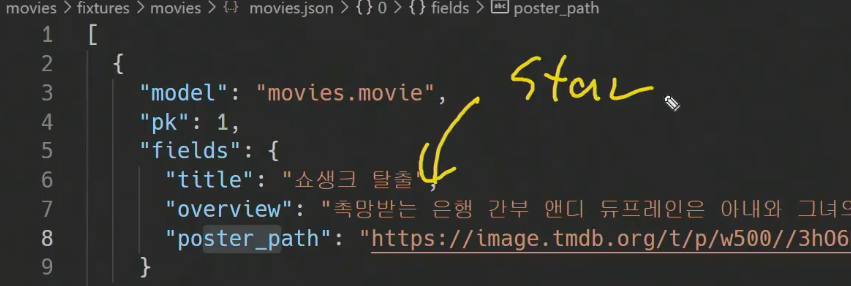 movies > fixtures > movies > {..} movies.json > {} 0 > {} fields > abc poster_path
1 [
2 {
3 "model": "movies.movie",
star
4 "pk": 1,
5 "fields": {
6 "title": "쇼생크 탈출",
7 "overview": "촉망받는 은행 간부 앤디 듀프레인은 아내와 그녀의
8 "poster_path": "https://image.tmdb.org/t/p/w500//3hO6
9 }